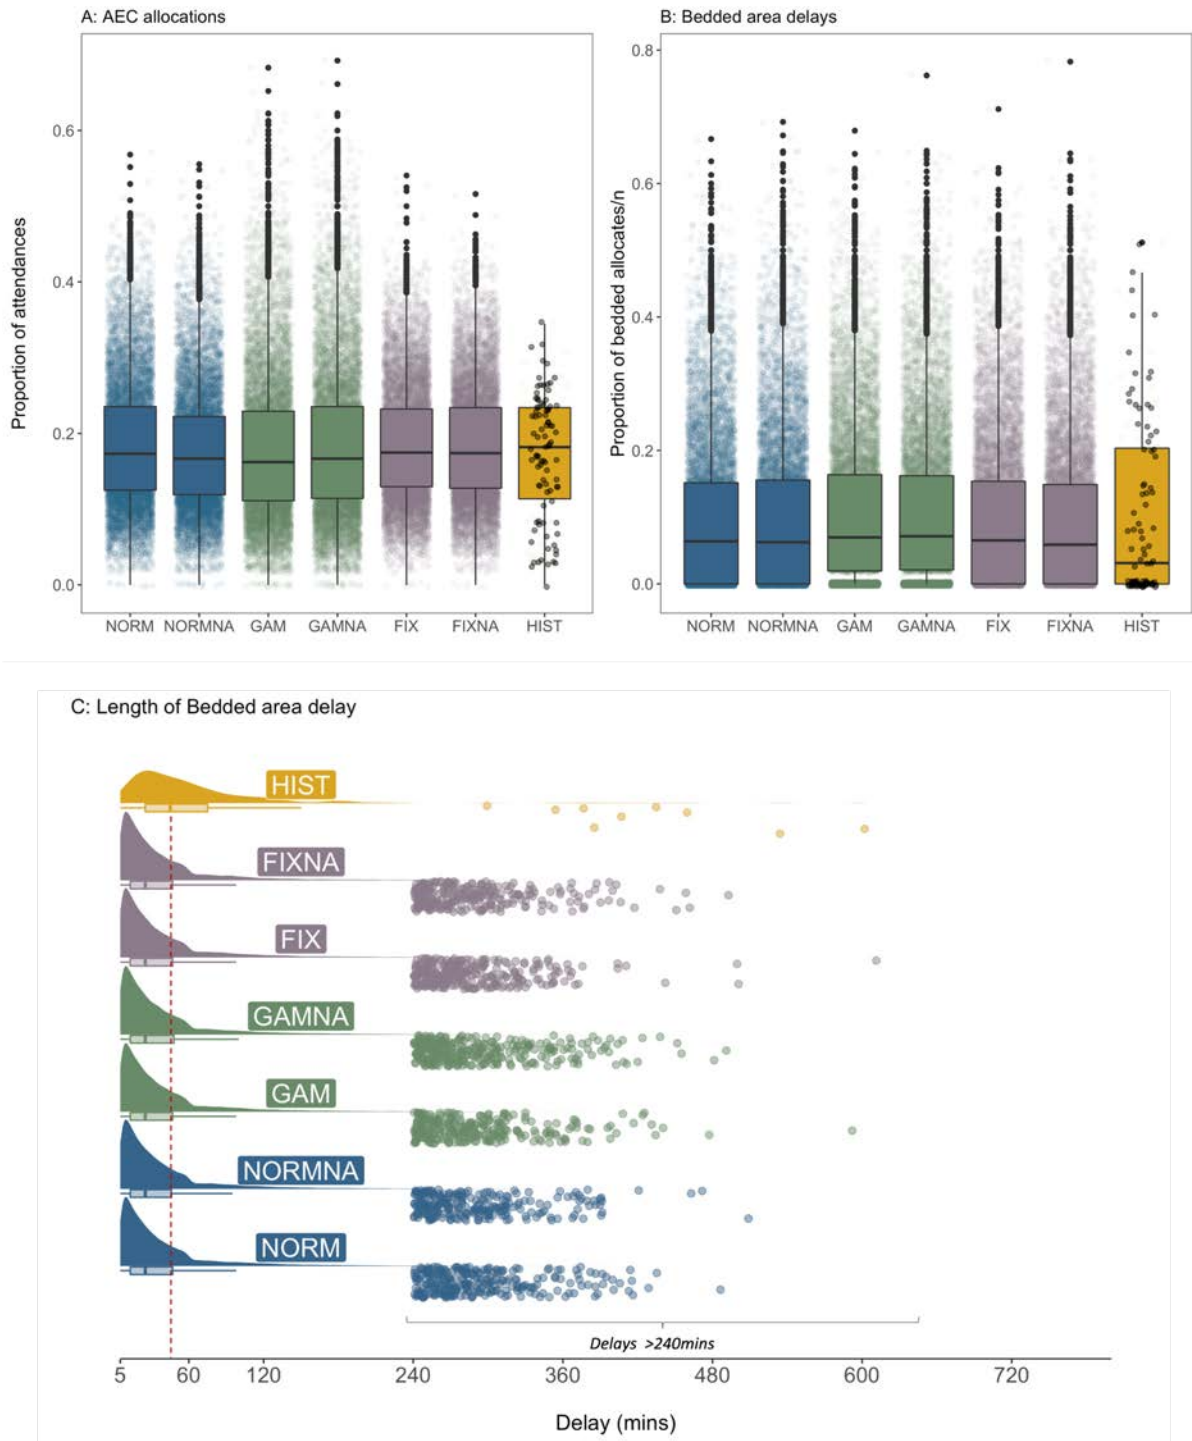 A: AEC allocations
Proportion of attendances
0.6
0.4
0.2
0.0
NORM NORMNA GAM GAMNA FIX FIXNA HIST
B: Bedded area delays
Proportion of bedded allocates/n
0.8
0.6
0.4
0.2
0.0
NORM NORMNA GAM GAMNA FIX FIXNA HIST
C: Length of Bedded area delay
HIST
FIXNA
FIX
GAMNA
GAM
NORMNA
NORM
Delays >240mins
5 60 120 240 360 480 600 720
Delay (mins)